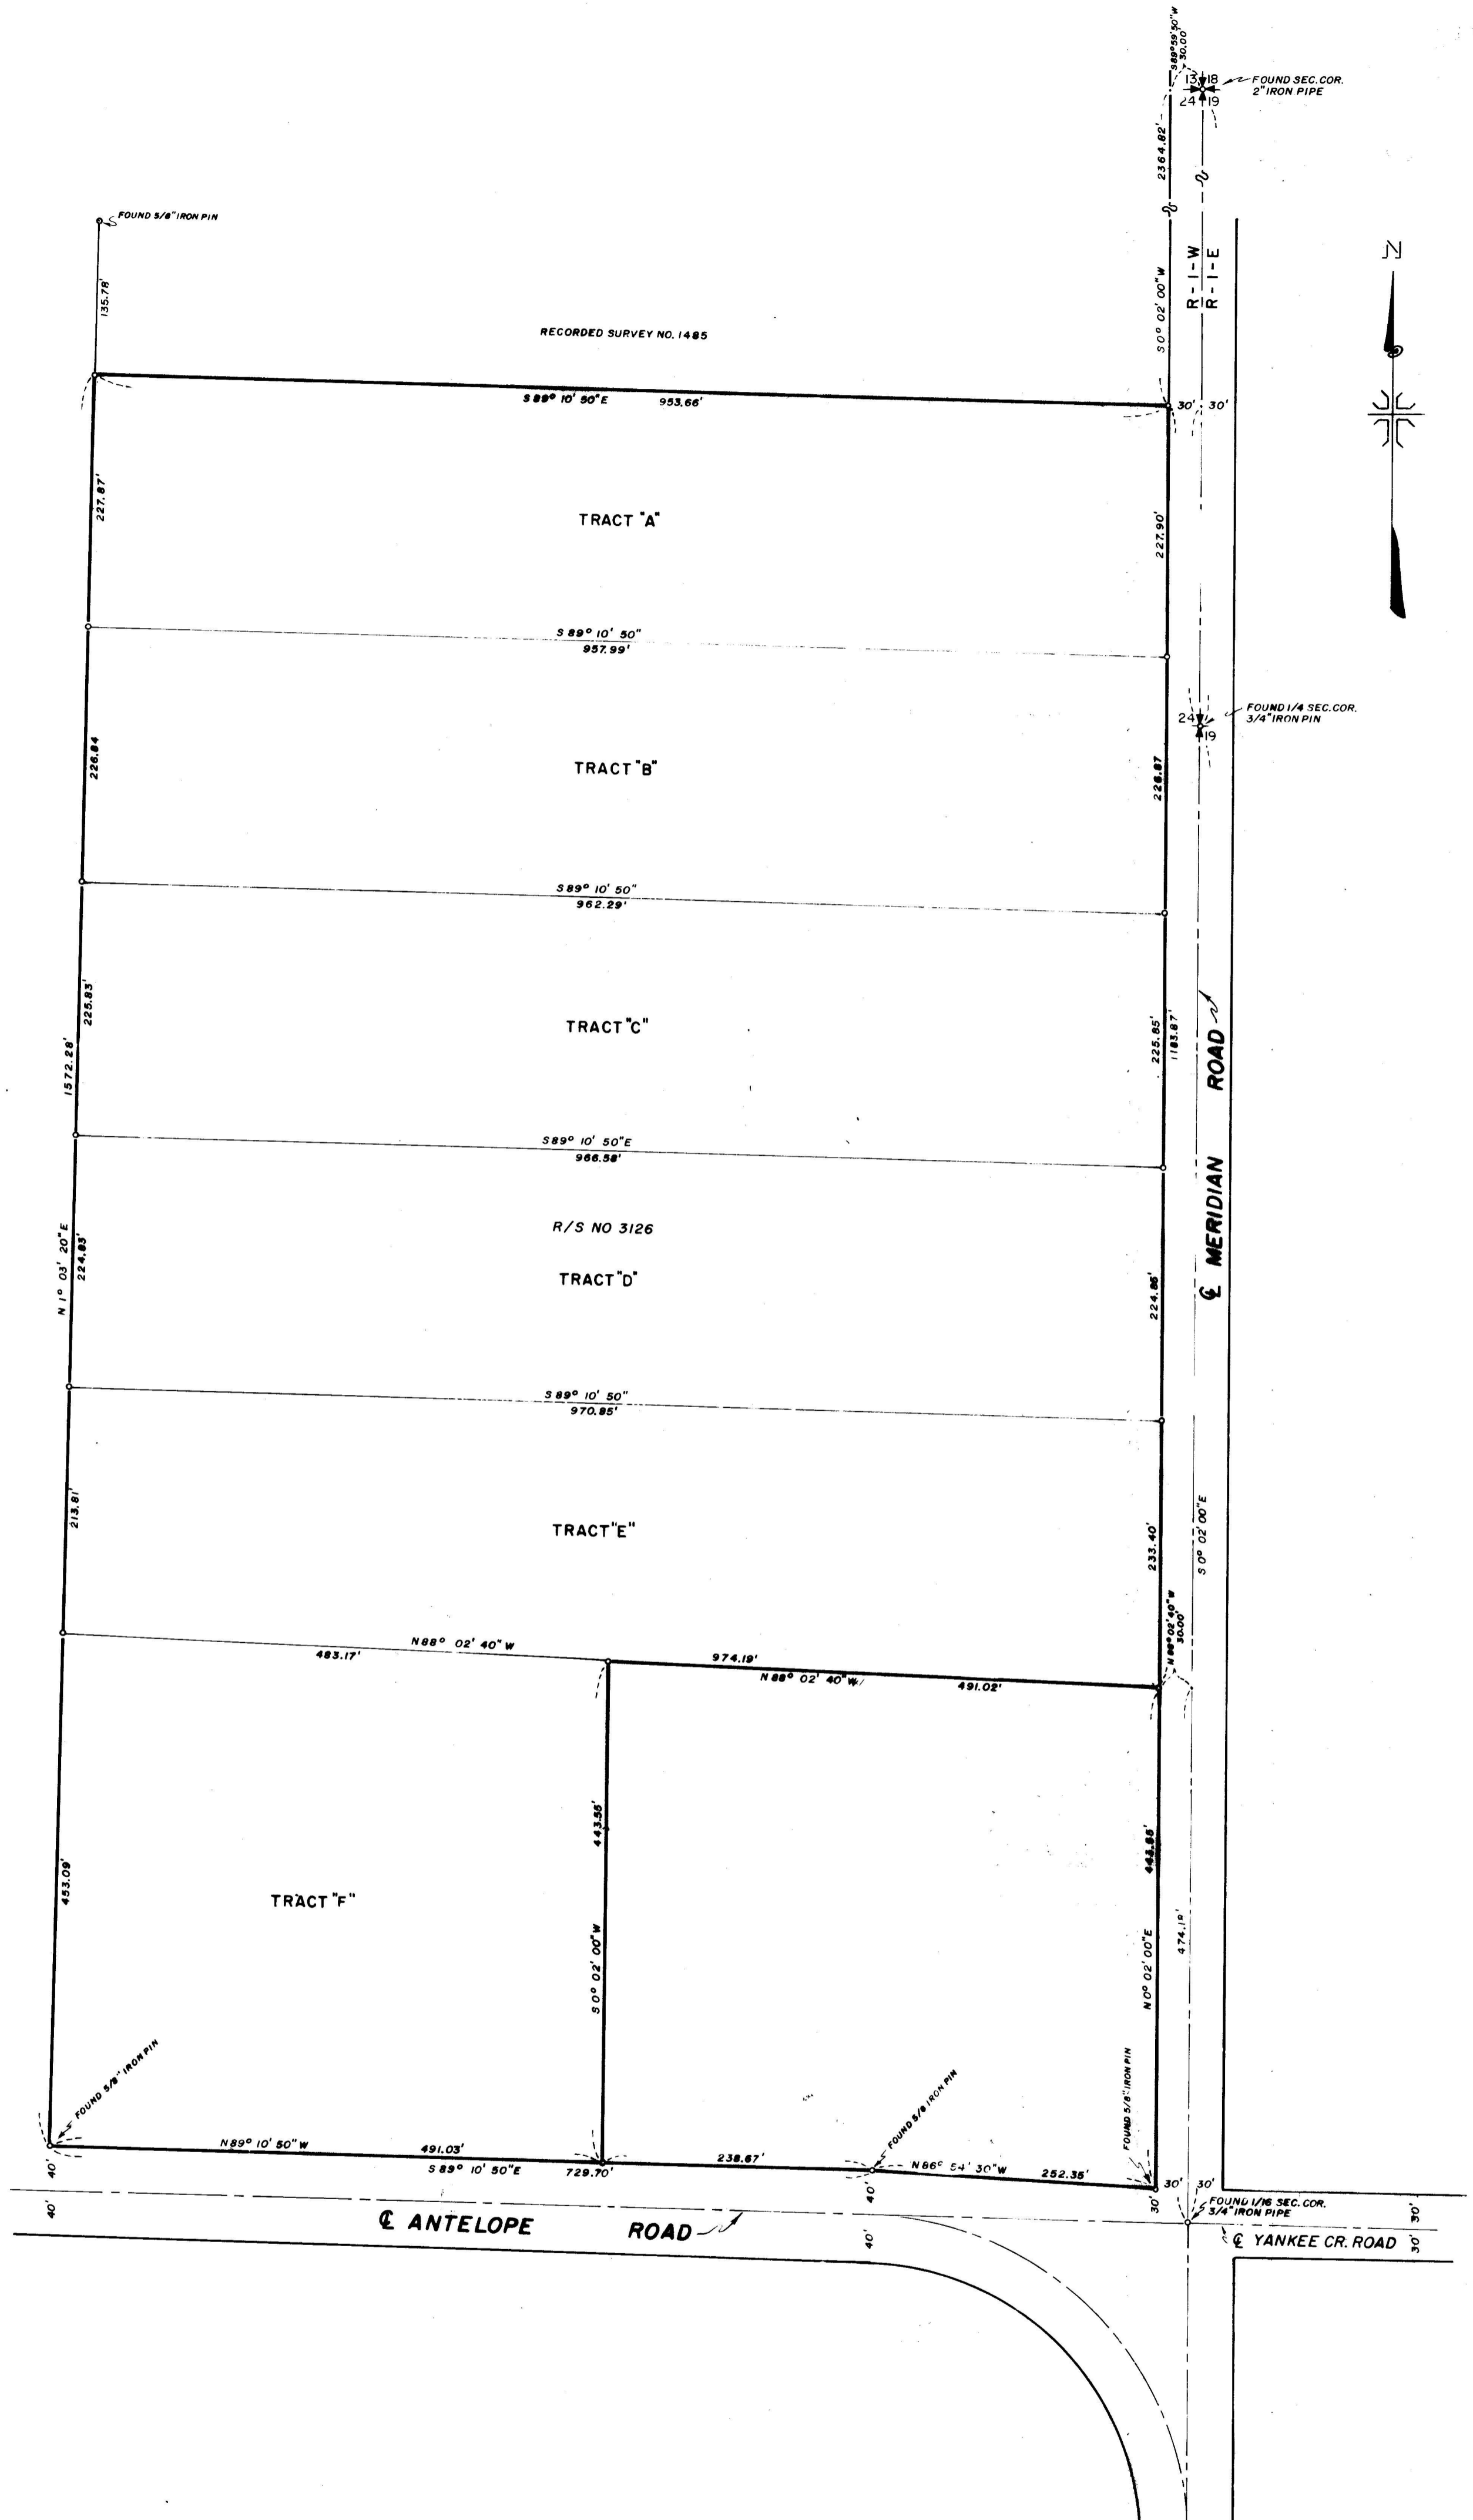 S89°59'50"W
30.00'
13 18
24 19
FOUND SEC. COR.
2" IRON PIPE
2364.82'
FOUND 5/8" IRON PIN
135.78'
R-1-W
R-1-E
N
S 0° 02' 00" W
RECORDED SURVEY NO. 1485
S 89° 10' 50" E 953.66'
30' 30'
227.87'
TRACT "A"
227.90'
S 89° 10' 50"
957.99'
FOUND 1/4 SEC. COR.
3/4" IRON PIN
24
19
226.84
TRACT "B"
226.87
S 89° 10' 50"
962.29'
225.83'
TRACT "C"
225.85'
1183.87'
1572.28'
S 89° 10' 50" E
966.58'
℄ MERIDIAN ROAD
R/S NO 3126
N 1° 03' 20" E
224.83'
TRACT "D"
224.86'
S 89° 10' 50"
970.85'
213.81'
TRACT "E"
233.40'
S 0° 02' 00" E
N 88° 02' 40" W
30.00'
N 88° 02' 40" W
483.17'
974.19'
N 88° 02' 40" W
491.02'
443.55'
453.09'
TRACT "F"
S 0° 02' 00" W
N 0° 02' 00" E
FOUND 5/8" IRON PIN
FOUND 5/8 IRON PIN
FOUND 5/8" IRON PIN
N 89° 10' 50" W
491.03'
S 89° 10' 50" E
729.70'
238.67'
N 86° 54' 30" W
252.35'
40'
40'
40'
40'
30' 30'
30'
FOUND 1/16 SEC. COR.
3/4" IRON PIPE
℄ ANTELOPE ROAD
℄ YANKEE CR. ROAD
30'
30'